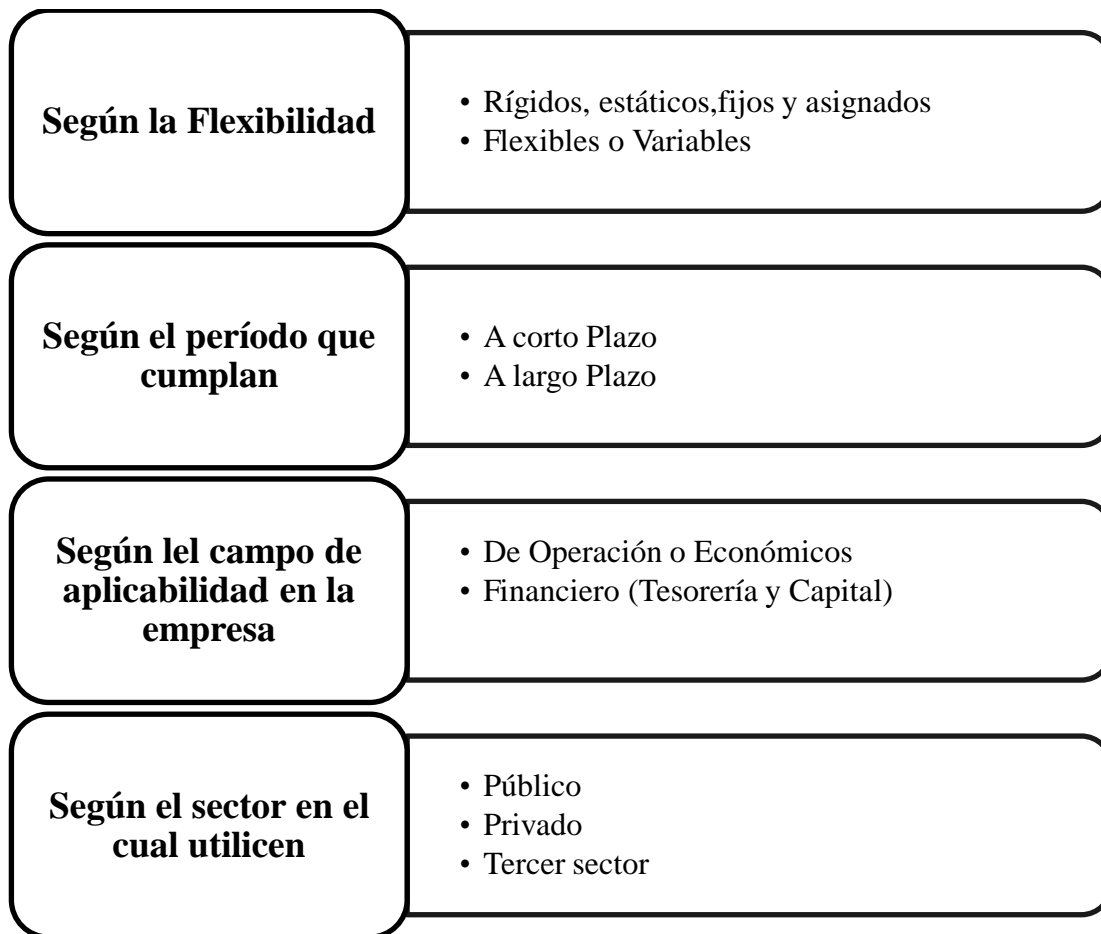 Según la Flexibilidad
• Rígidos, estáticos,fijos y asignados
• Flexibles o Variables
Según el período que
cumplan
• A corto Plazo
• A largo Plazo
Según lel campo de
aplicabilidad en la
empresa
• De Operación o Económicos
• Financiero (Tesorería y Capital)
Según el sector en el
cual utilicen
• Público
• Privado
• Tercer sector